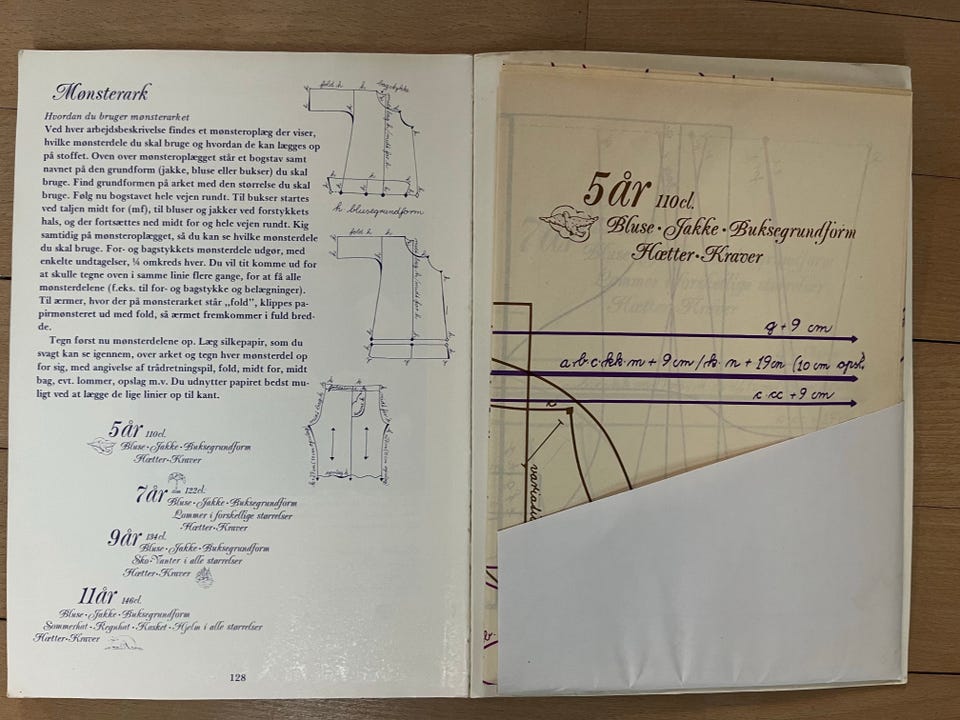 Mønsterark
Hvordan du bruger mønsterarket
Ved hver arbejdsbeskrivelse findes et mønsteroplæg der viser,
hvilke mønsterdele du skal bruge og hvordan de kan lægges op
på stoffet. Oven over mønsteroplægget står et bogstav samt
navnet på den grundform (jakke, bluse eller bukser) du skal
bruge. Find grundformen på arket med den størrelse du skal
bruge. Følg nu bogstavet hele vejen rundt. Til bukser startes
ved taljen midt for (mf), til bluser og jakker ved forstykkets
hals, og der fortsættes ned midt for og hele vejen rundt. Kig
samtidig på mønsteroplægget, så du kan se hvilke mønsterdele
du skal bruge. For- og bagstykkets mønsterdele udgør, med
enkelte undtagelser, ¼ omkreds hver. Du vil tit komme ud for
at skulle tegne oven i samme linie flere gange, for at få alle
mønsterdelene (f.eks. til for- og bagstykke og belægninger).
Til ærmer, hvor der på mønsterarket står „fold”, klippes pa-
pirmønsteret ud med fold, så ærmet fremkommer i fuld bred-
de.
Tegn først nu mønsterdelene op. Læg silkepapir, som du
svagt kan se igennem, over arket og tegn hver mønsterdel op
for sig, med angivelse af trådretningspil, fold, midt for, midt
bag, evt. lommer, opslag m.v. Du udnytter papiret bedst mu-
ligt ved at lægge de lige linier op til kant.
fold k k
k blusegrundform
fold k k
5år 110cl.
Bluse·Jakke·Buksegrundform
Hætter·Kraver
7år 122cl.
Bluse·Jakke·Buksegrundform
Lommer i forskellige størrelser
Hætter·Kraver
9år 134cl.
Bluse·Jakke·Buksegrundform
Sko·Vanter i alle størrelser
Hætter·Kraver
11år 146cl.
Bluse·Jakke·Buksegrundform
Sommerhat·Regnhat·Kasket·Hjelm i alle størrelser
Hætter·Kraver
128
5år 110cl.
Bluse·Jakke·Buksegrundform
Hætter·Kraver
g + 9 cm
a·b·c·kk·m + 9 cm / k· n + 19 cm (10 cm opsl.
c·cc + 9 cm